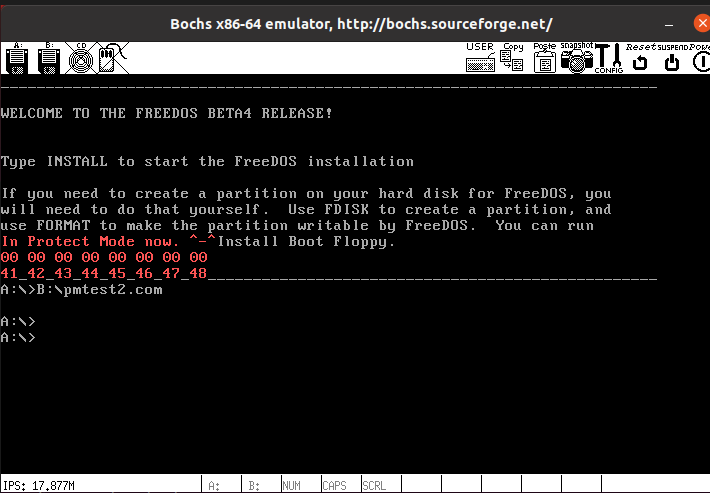 Bochs x86-64 emulator, http://bochs.sourceforge.net/
A: B: CD USER Copy Paste snapshot CONFIG Reset SUSPEND Power
WELCOME TO THE FREEDOS BETA4 RELEASE!
Type INSTALL to start the FreeDOS installation
If you need to create a partition on your hard disk for FreeDOS, you
will need to do that yourself.  Use FDISK to create a partition, and
use FORMAT to make the partition writable by FreeDOS.  You can run
In Protect Mode now. ^-^Install Boot Floppy.
00 00 00 00 00 00 00 00
41_42_43_44_45_46_47_48________________________________________________________
A:\>B:\pmtest2.com
A:\>
A:\>
IPS: 17,877M A: B: NUM CAPS SCRL